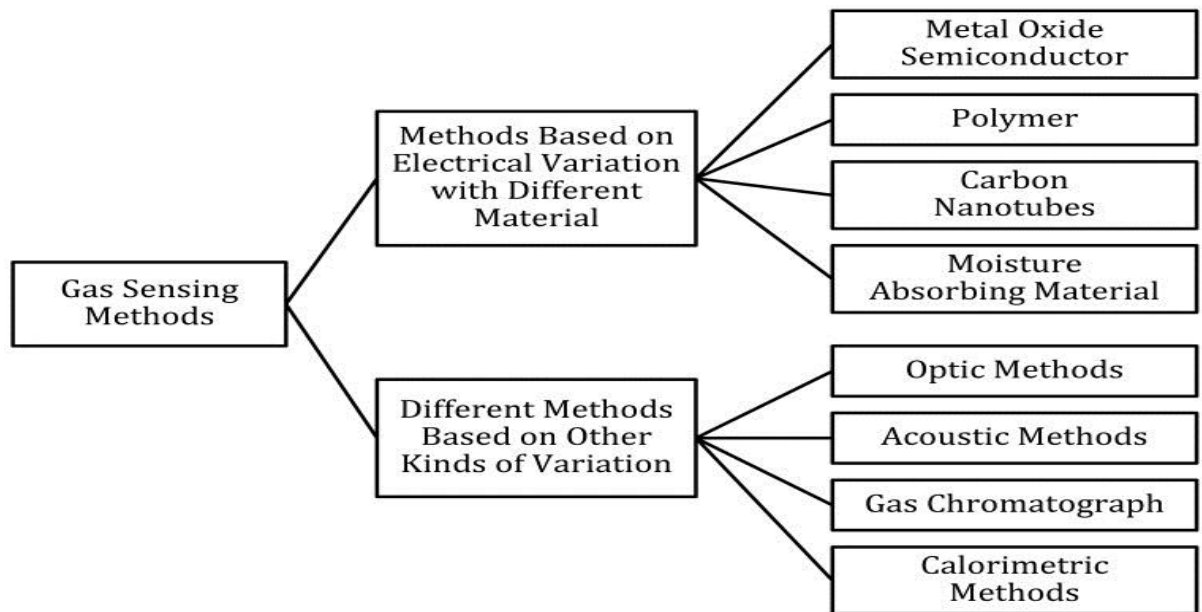 Gas Sensing
Methods
Methods Based on
Electrical Variation
with Different
Material
Metal Oxide
Semiconductor
Polymer
Carbon
Nanotubes
Moisture
Absorbing Material
Different Methods
Based on Other
Kinds of Variation
Optic Methods
Acoustic Methods
Gas Chromatograph
Calorimetric
Methods